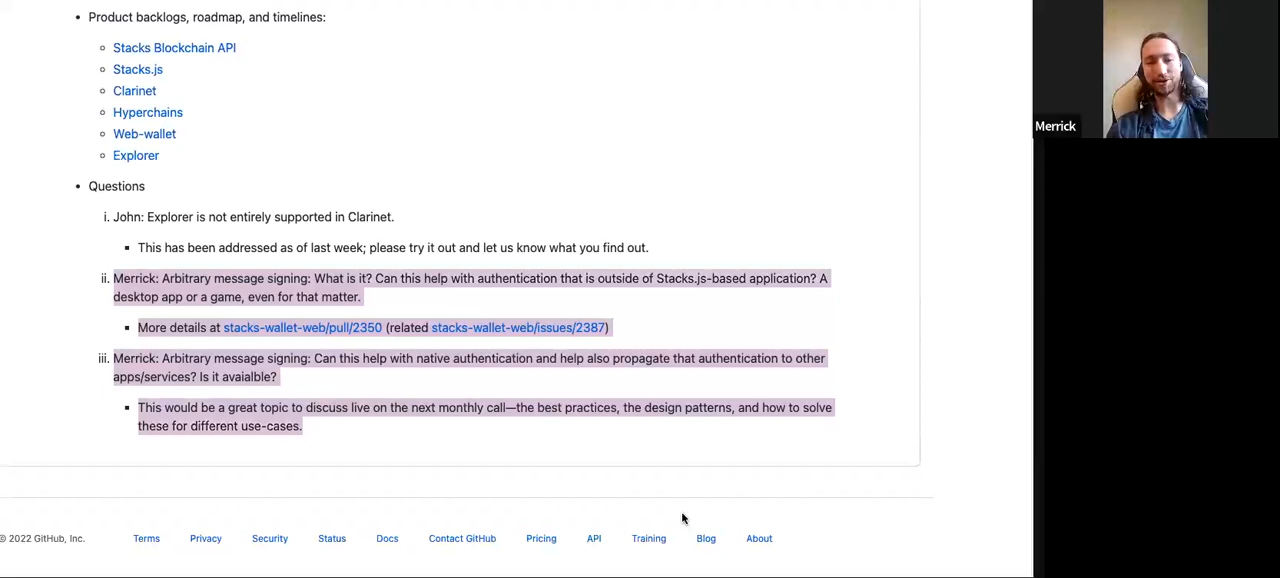 Product backlogs, roadmap, and timelines:
Stacks Blockchain API
Stacks.js
Clarinet
Hyperchains
Web-wallet
Explorer
Questions
i. John: Explorer is not entirely supported in Clarinet.
This has been addressed as of last week; please try it out and let us know what you find out.
ii. Merrick: Arbitrary message signing: What is it? Can this help with authentication that is outside of Stacks.js-based application? A
desktop app or a game, even for that matter.
More details at stacks-wallet-web/pull/2350 (related stacks-wallet-web/issues/2387)
iii. Merrick: Arbitrary message signing: Can this help with native authentication and help also propagate that authentication to other
apps/services? Is it avaialble?
This would be a great topic to discuss live on the next monthly call—the best practices, the design patterns, and how to solve
these for different use-cases.
© 2022 GitHub, Inc. Terms Privacy Security Status Docs Contact GitHub Pricing API Training Blog About
Merrick